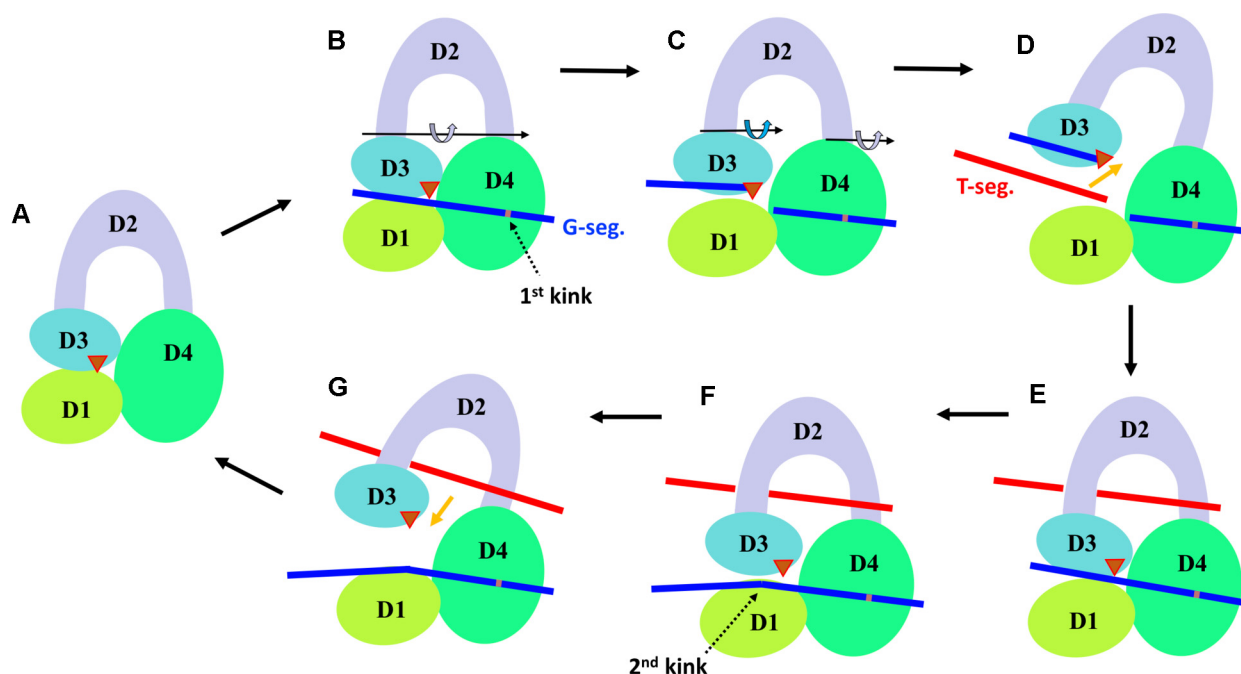 A
D2
D3
D4
D1
B
D2
D3
D4
D1
G-seg.
1st kink
C
D2
D3
D4
D1
D
D2
D3
T-seg.
D4
D1
E
D2
D3
D4
D1
F
D2
D3
D4
D1
2nd kink
G
D2
D3
D4
D1